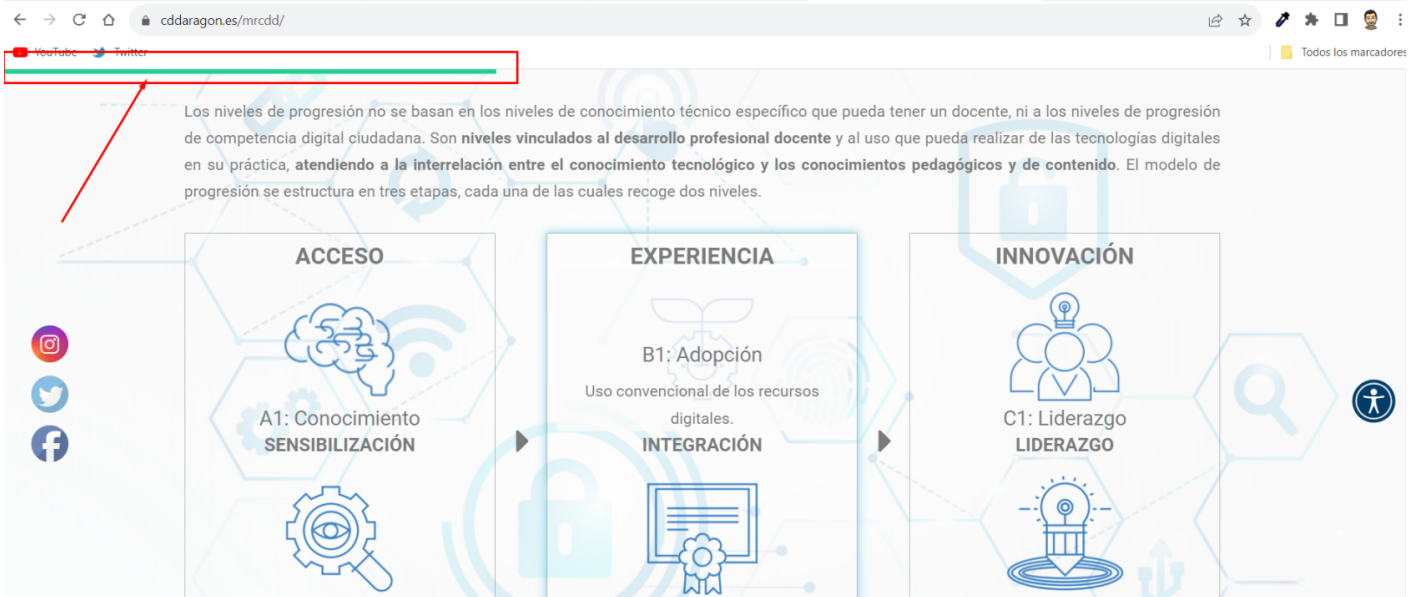 cddaragon.es/mrcdd/
YouTube Twitter Todos los marcadores
Los niveles de progresión no se basan en los niveles de conocimiento técnico específico que pueda tener un docente, ni a los niveles de progresión
de competencia digital ciudadana. Son niveles vinculados al desarrollo profesional docente y al uso que pueda realizar de las tecnologías digitales
en su práctica, atendiendo a la interrelación entre el conocimiento tecnológico y los conocimientos pedagógicos y de contenido. El modelo de
progresión se estructura en tres etapas, cada una de las cuales recoge dos niveles.
ACCESO
A1: Conocimiento
SENSIBILIZACIÓN
EXPERIENCIA
B1: Adopción
Uso convencional de los recursos
digitales.
INTEGRACIÓN
INNOVACIÓN
C1: Liderazgo
LIDERAZGO